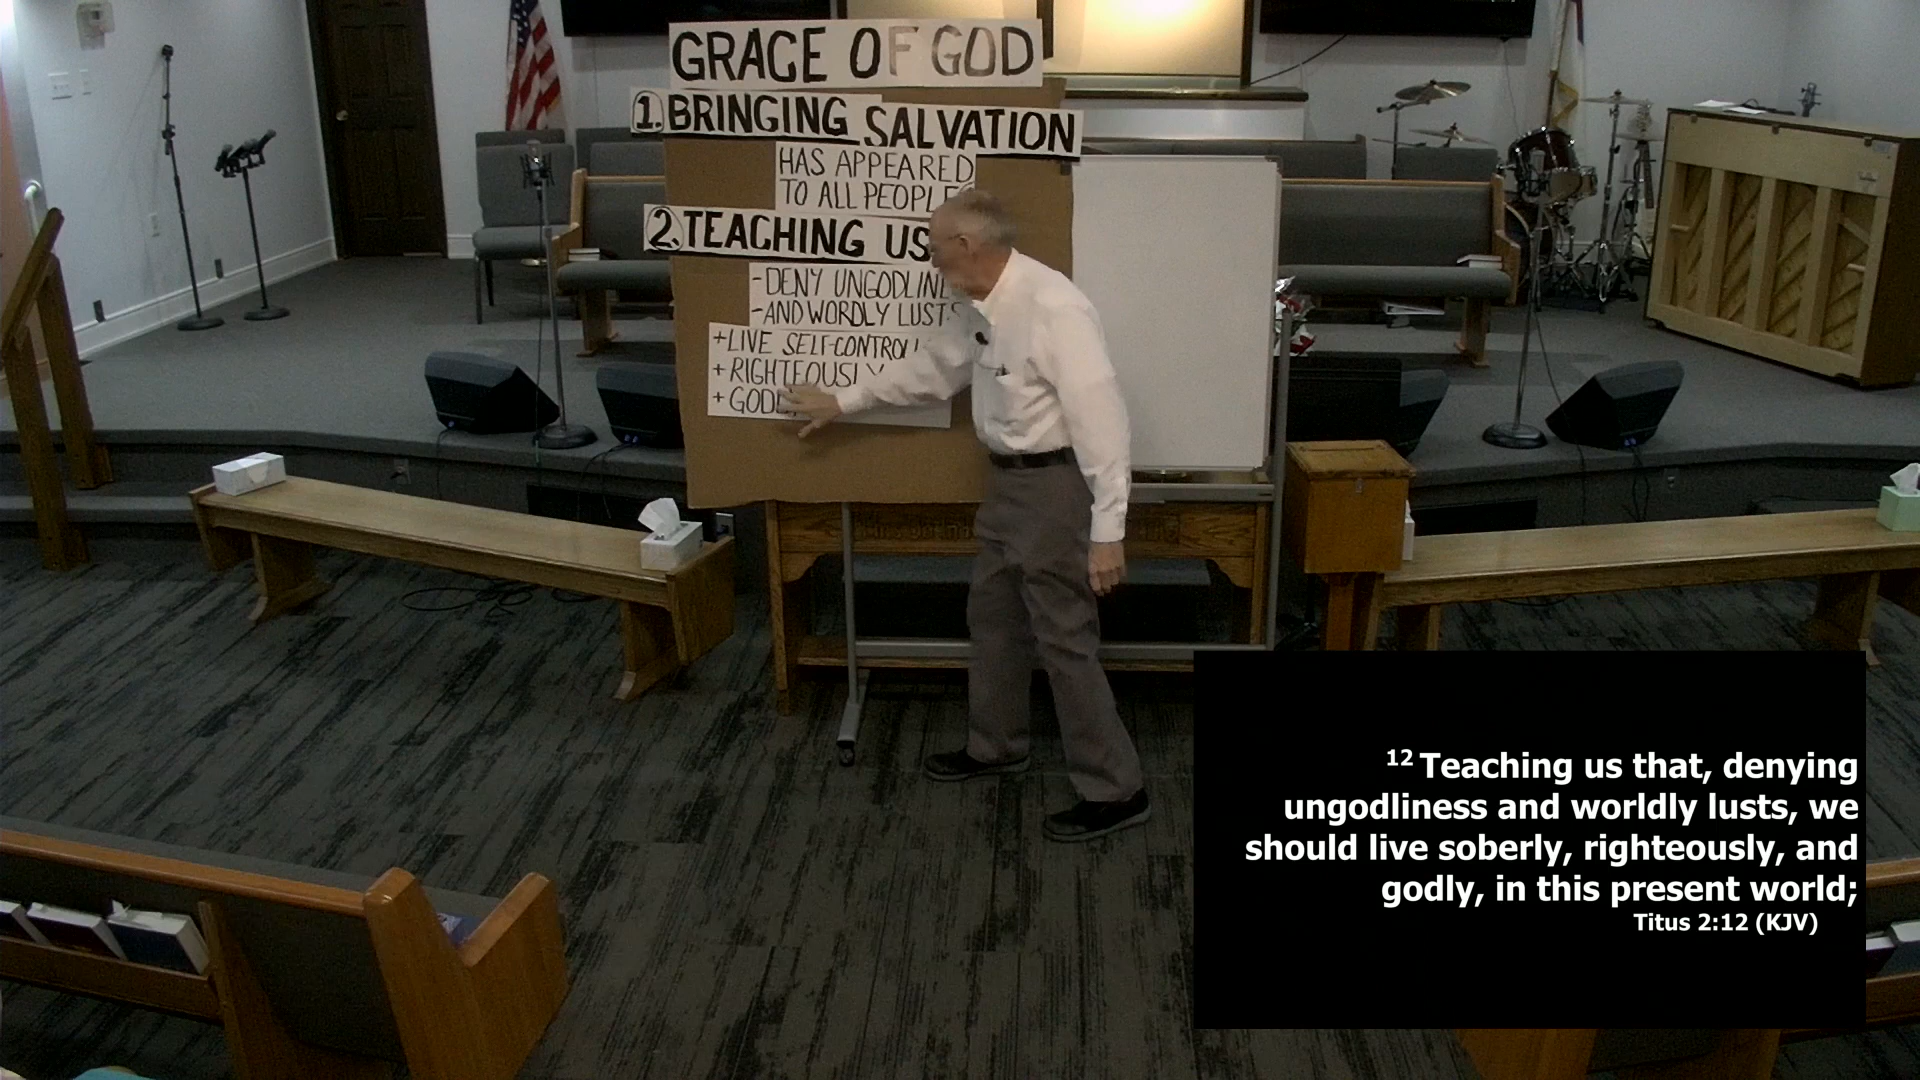 GRACE OF GOD
1. BRINGING SALVATION
HAS APPEARED
TO ALL PEOPLE
2. TEACHING US
-DENY UNGODLINE
-AND WORDLY LUSTS
+LIVE SELF-CONTROL
+ RIGHTEOUSLY
+ GODL
12 Teaching us that, denying
ungodliness and worldly lusts, we
should live soberly, righteously, and
godly, in this present world;
Titus 2:12 (KJV)